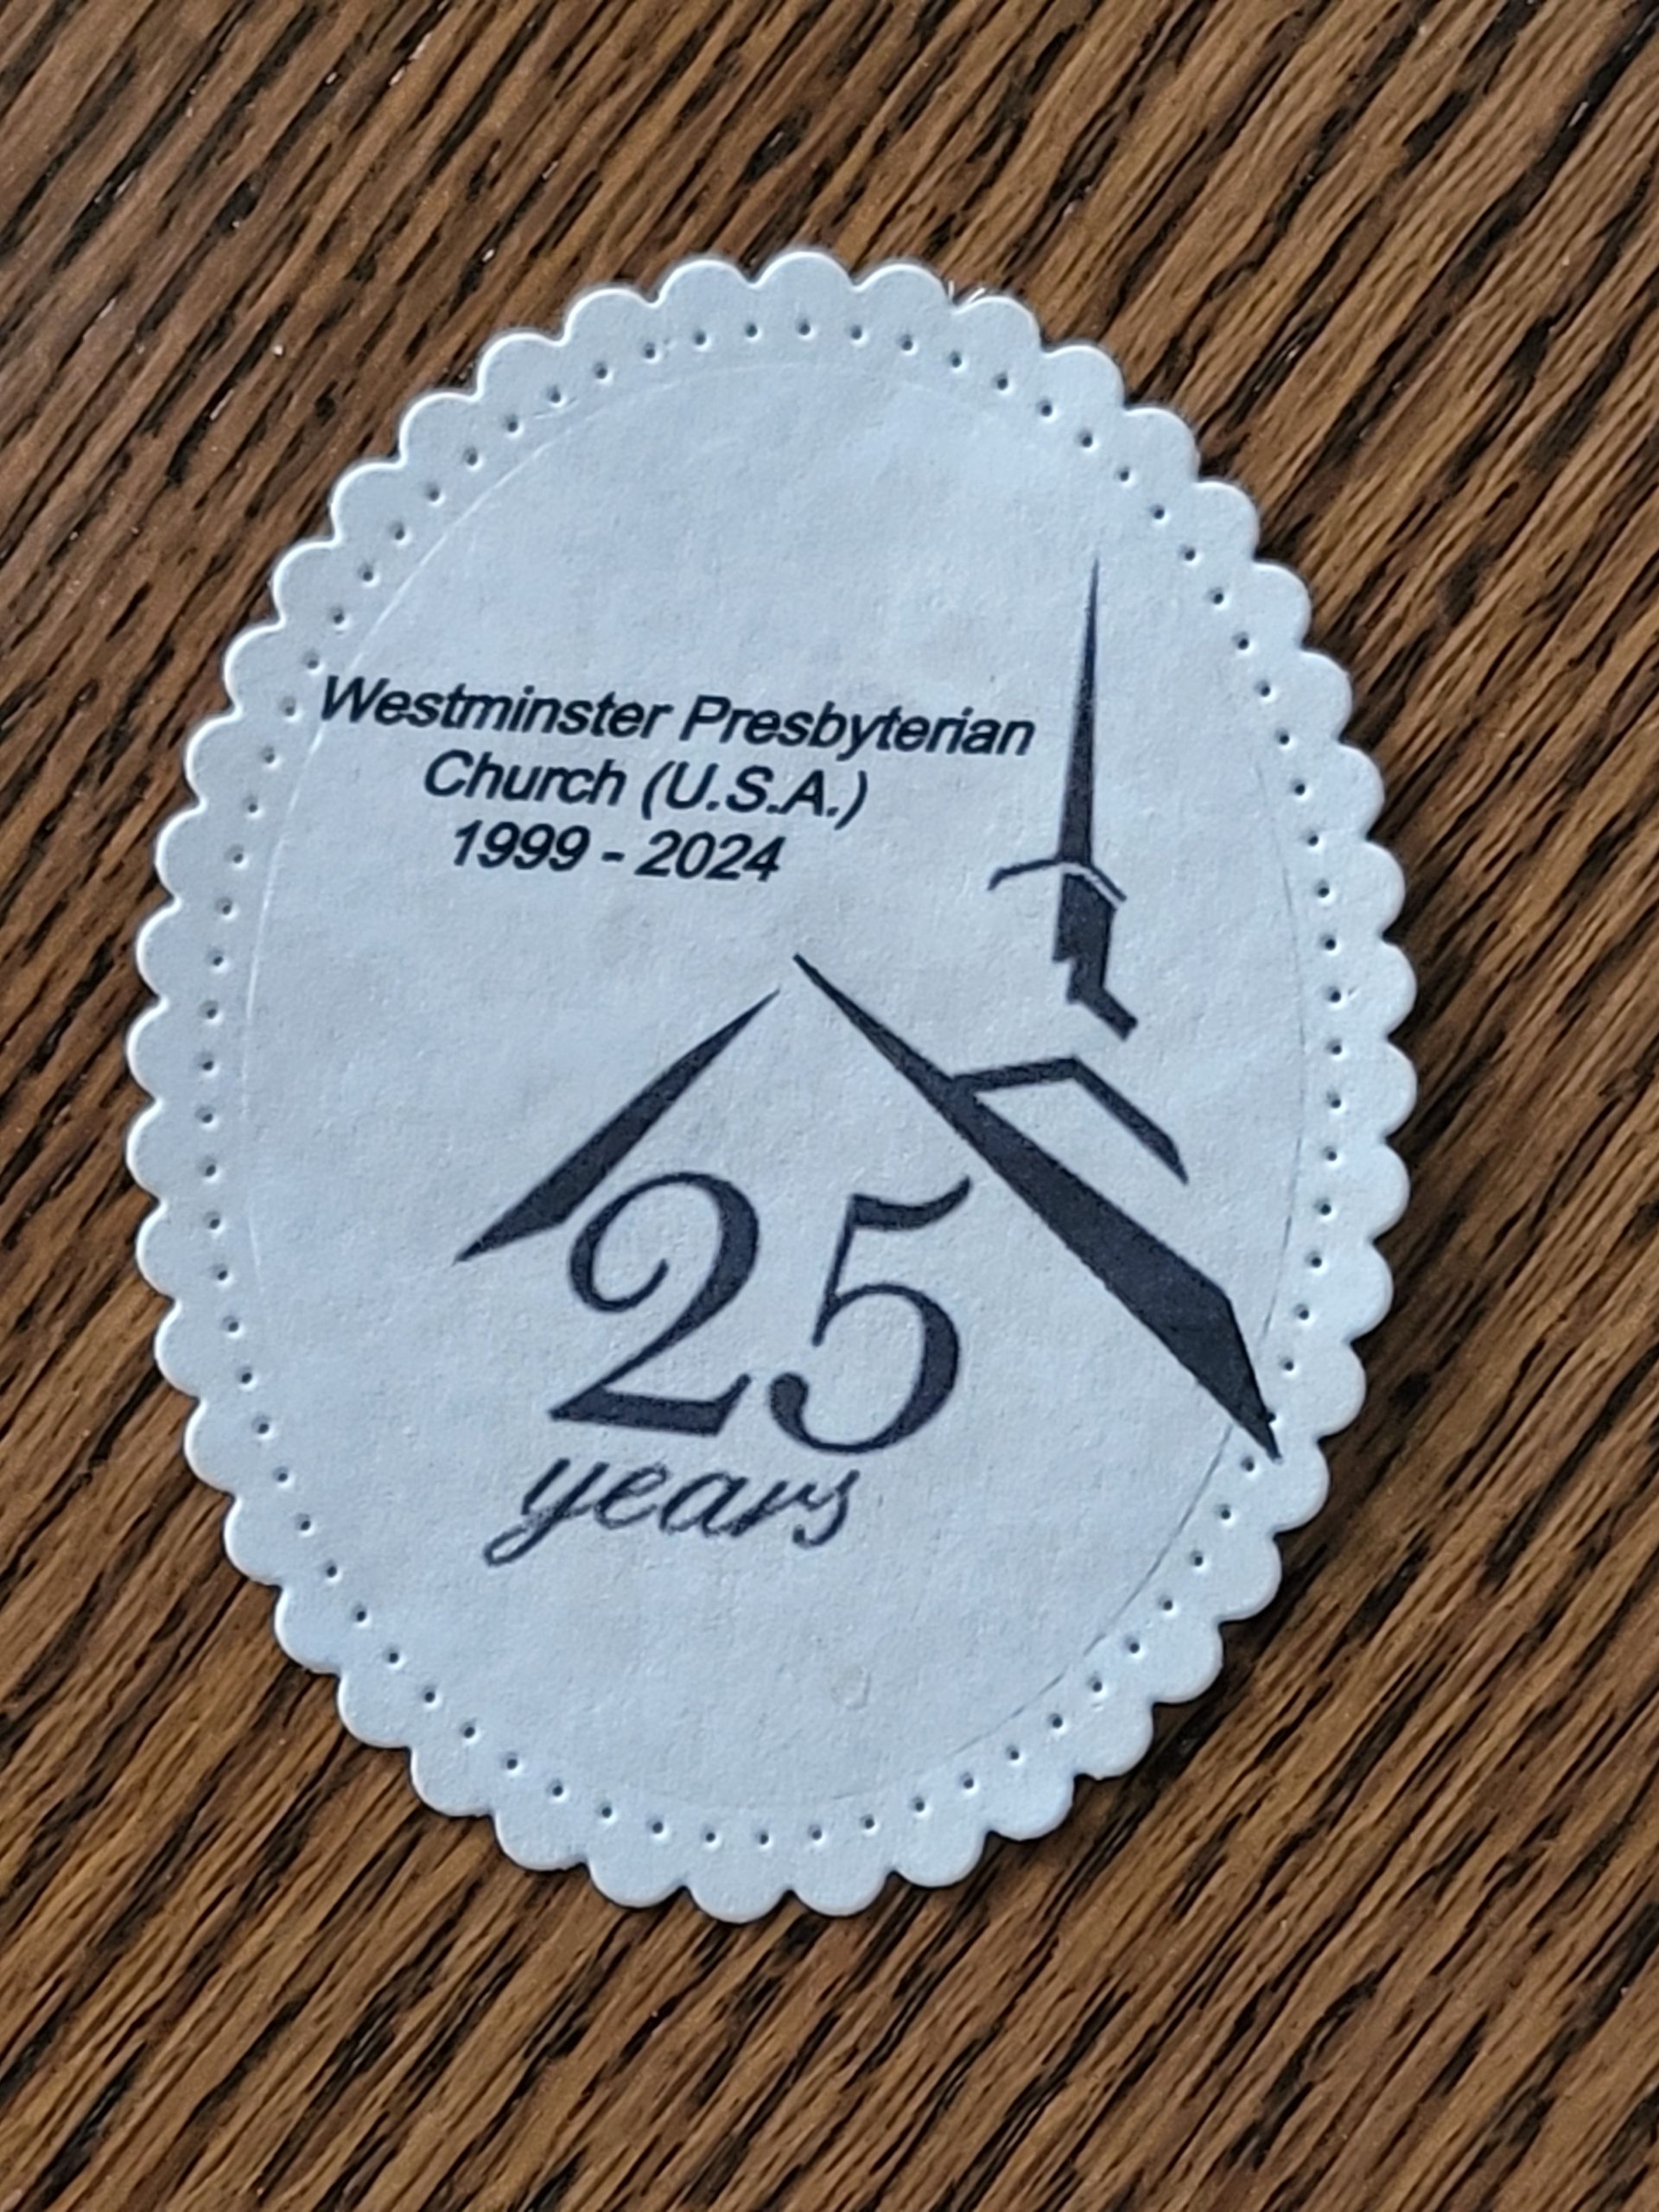 Westminster Presbyterian
Church (U.S.A.)
1999 - 2024
25
years